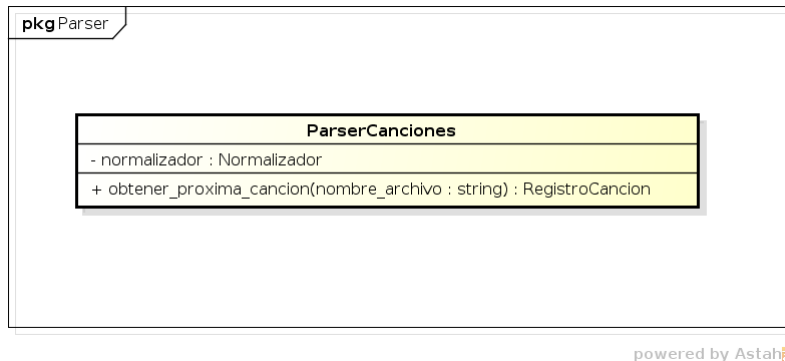 pkg Parser
ParserCanciones
- normalizador : Normalizador
+ obtener_proxima_cancion(nombre_archivo : string) : RegistroCancion
powered by Astah